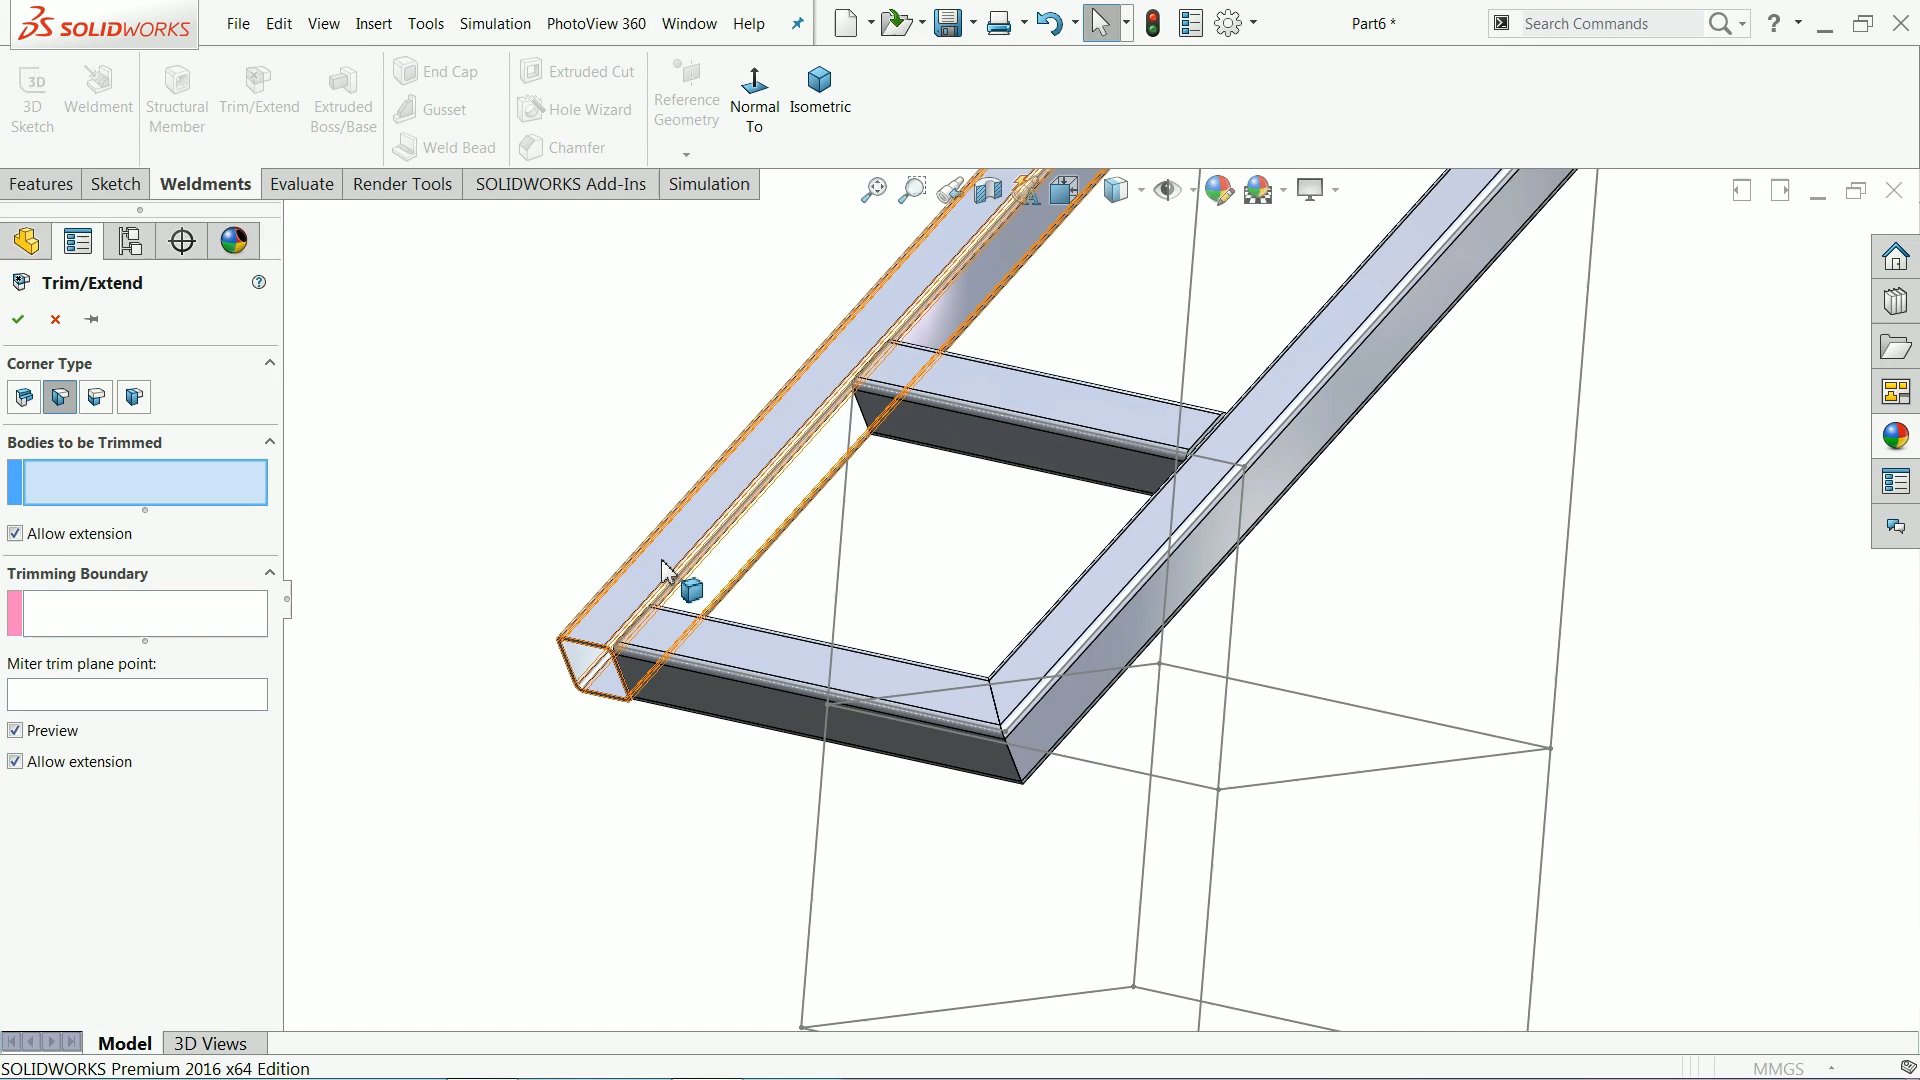 SOLIDWORKS File Edit View Insert Tools Simulation PhotoView 360 Window Help Part6 * Search Commands ?
3D Sketch
Weldment
Structural Member
Trim/Extend
Extruded Boss/Base
End Cap
Gusset
Weld Bead
Extruded Cut
Hole Wizard
Chamfer
Reference Geometry
Normal To
Isometric
Features Sketch Weldments Evaluate Render Tools SOLIDWORKS Add-Ins Simulation
Trim/Extend ?
Corner Type
Bodies to be Trimmed
Allow extension
Trimming Boundary
Miter trim plane point:
Preview
Allow extension
Model 3D Views
SOLIDWORKS Premium 2016 x64 Edition MMGS